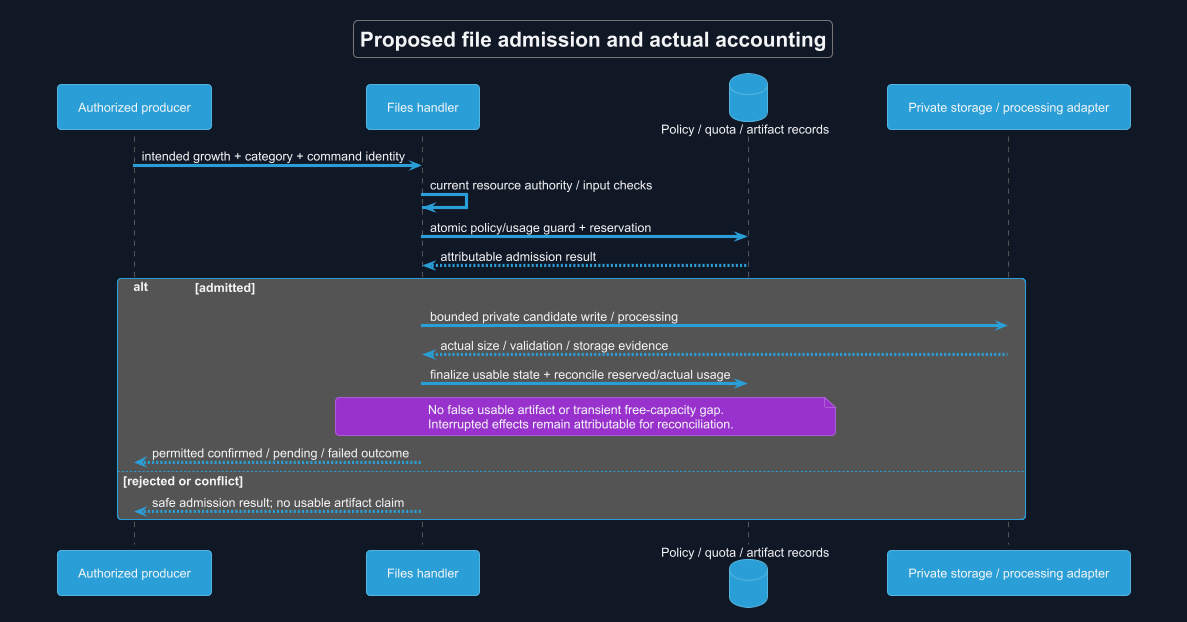 Proposed file admission and actual accounting
Authorized producer
Files handler
Policy / quota / artifact records
Private storage / processing adapter
intended growth + category + command identity
current resource authority / input checks
atomic policy/usage guard + reservation
attributable admission result
alt
[admitted]
bounded private candidate write / processing
actual size / validation / storage evidence
finalize usable state + reconcile reserved/actual usage
No false usable artifact or transient free-capacity gap.
Interrupted effects remain attributable for reconciliation.
permitted confirmed / pending / failed outcome
[rejected or conflict]
safe admission result; no usable artifact claim
Authorized producer
Files handler
Policy / quota / artifact records
Private storage / processing adapter